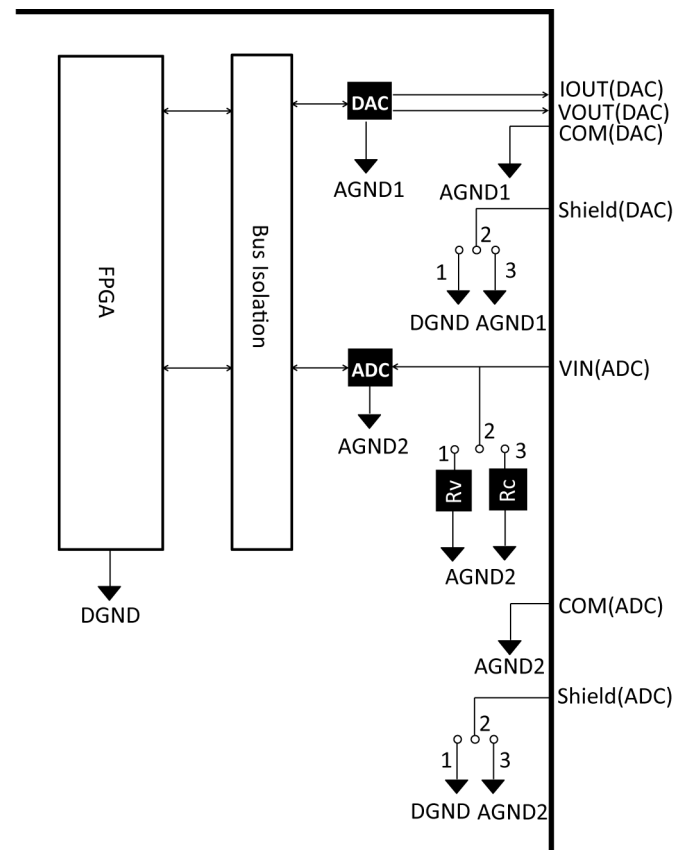 IOUT(DAC)
DAC
VOUT(DAC)
COM(DAC)
AGND1
AGND1
Shield(DAC)
2
1
3
FPGA
Bus Isolation
DGND
AGND1
ADC
VIN(ADC)
AGND2
2
1
3
Rv
Rc
AGND2
DGND
COM(ADC)
AGND2
Shield(ADC)
2
1
3
DGND
AGND2